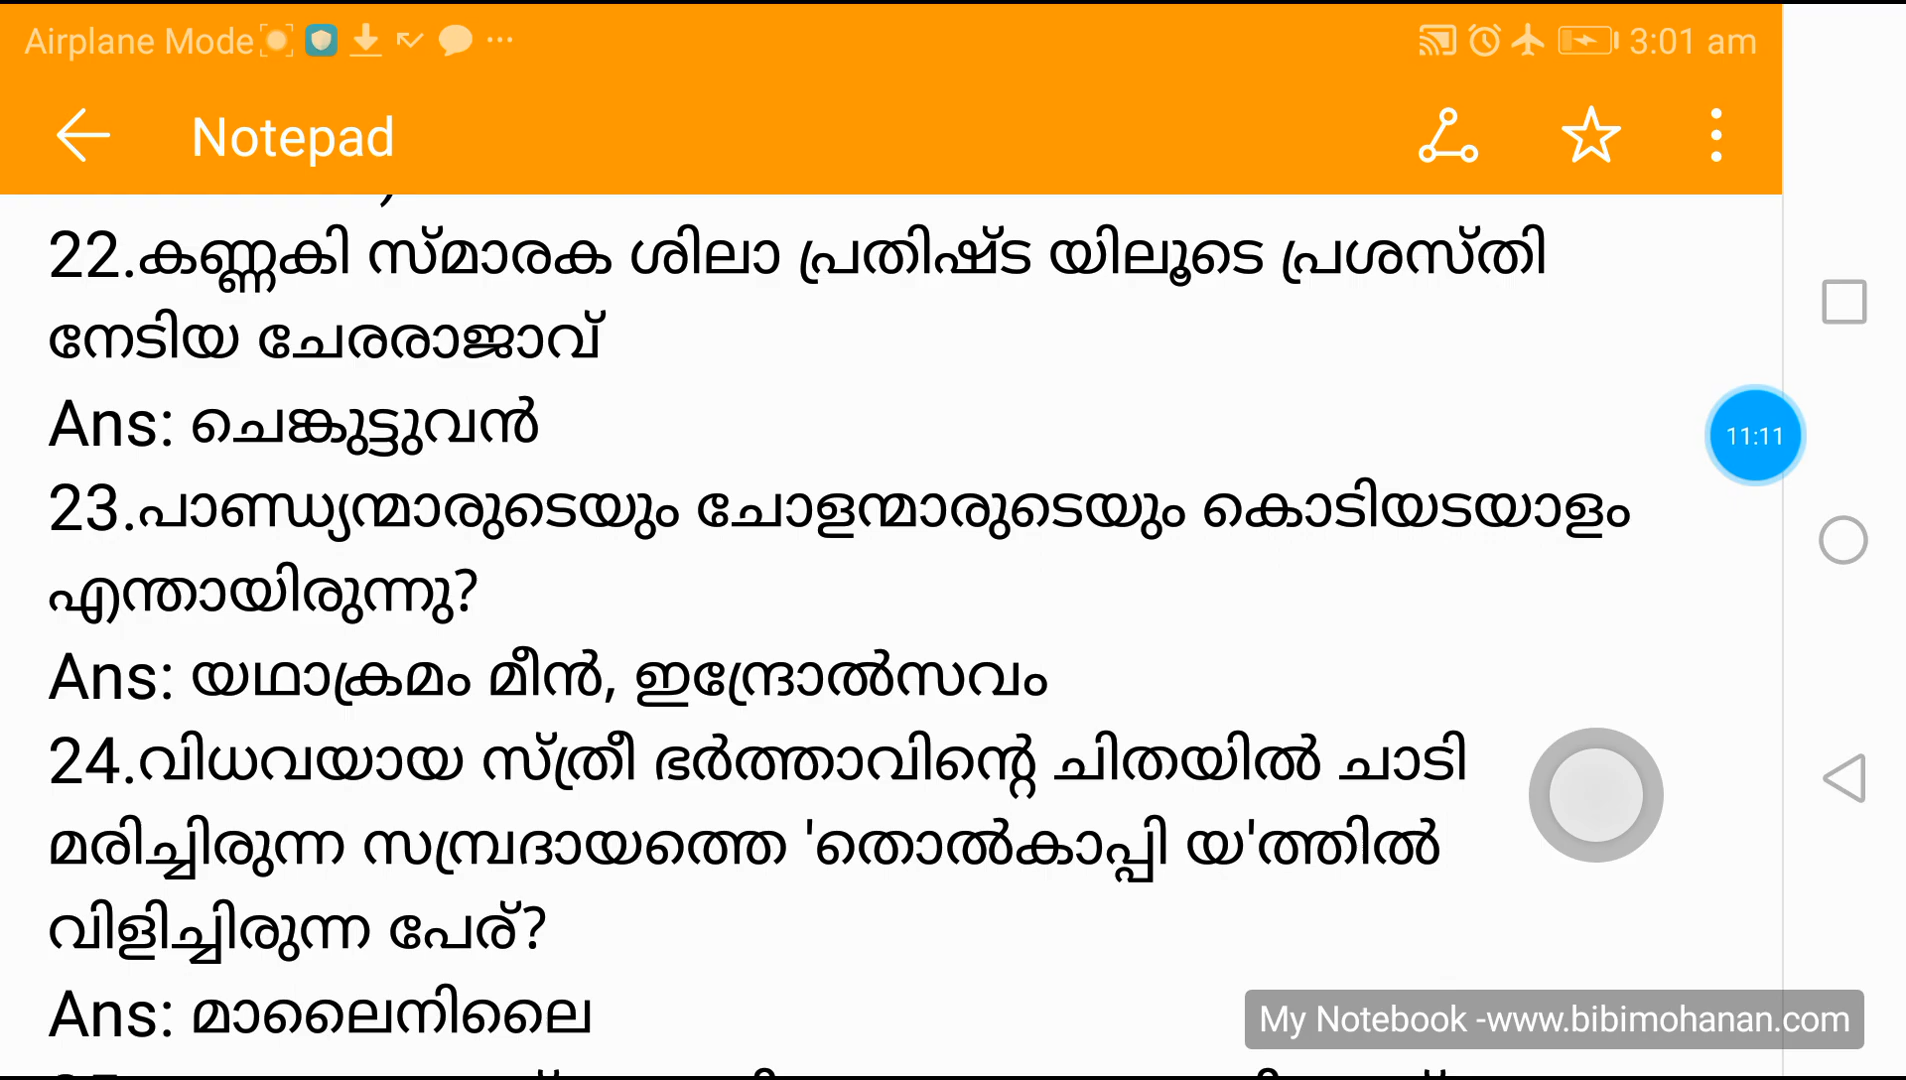 Airplane Mode ... 3:01 am
Notepad
22.കണ്ണകി സ്മാരക ശിലാ പ്രതിഷ്ട യിലൂടെ പ്രശസ്തി
നേടിയ ചേരരാജാവ്
Ans: ചെങ്കുട്ടുവൻ
23.പാണ്ഡ്യന്മാരുടെയും ചോളന്മാരുടെയും കൊടിയടയാളം
എന്തായിരുന്നു?
11:11
Ans: യഥാക്രമം മീൻ, ഇന്ദ്രോൽസവം
24.വിധവയായ സ്ത്രീ ഭർത്താവിന്റെ ചിതയിൽ ചാടി
മരിച്ചിരുന്ന സമ്പ്രദായത്തെ 'തൊൽകാപ്പി യ'ത്തിൽ
വിളിച്ചിരുന്ന പേര്?
Ans: മാലൈനിലൈ
My Notebook -www.bibimohanan.com